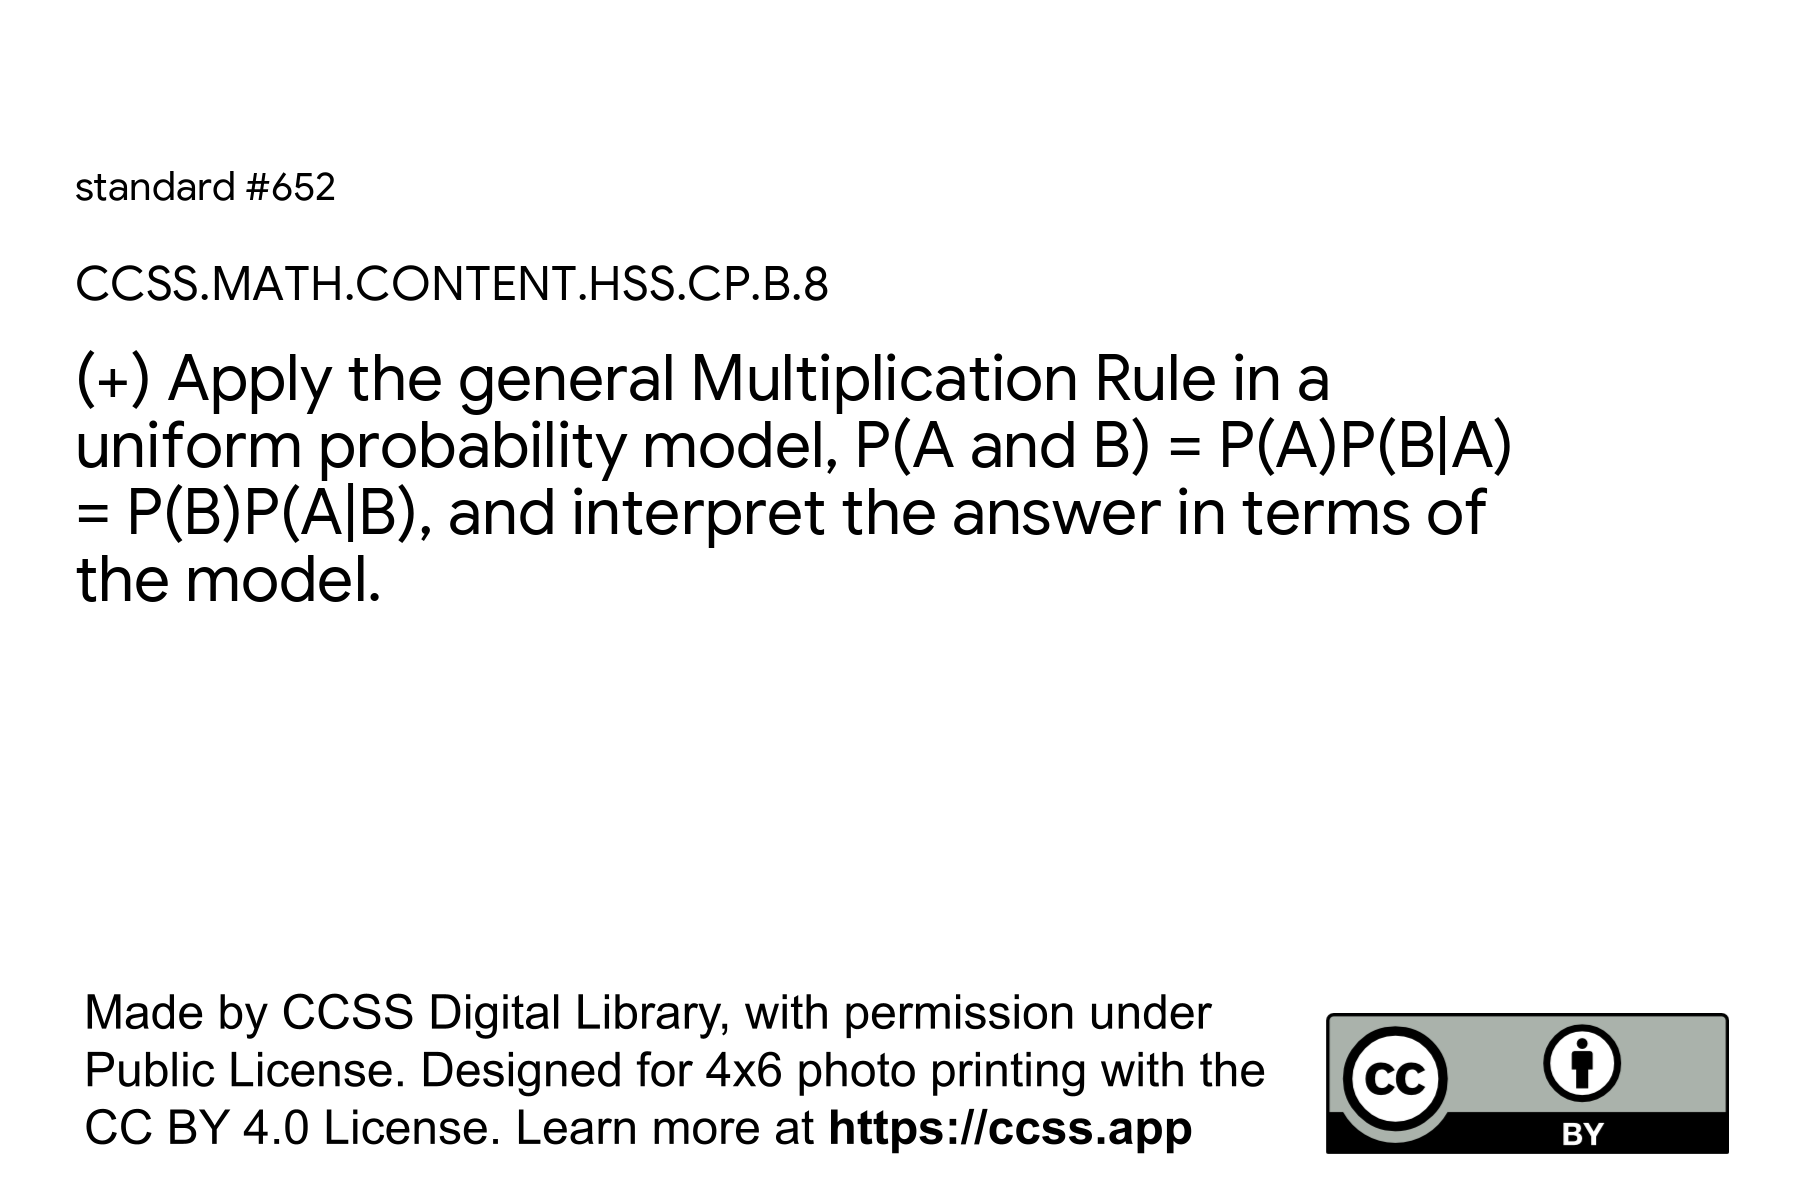 standard #652
CCSS.MATH.CONTENT.HSS.CP.B.8
(+) Apply the general Multiplication Rule in a
uniform probability model, P(A and B) = P(A)P(B|A)
= P(B)P(A|B), and interpret the answer in terms of
the model.
Made by CCSS Digital Library, with permission under
Public License. Designed for 4x6 photo printing with the
CC BY 4.0 License. Learn more at https://ccss.app
CC
BY